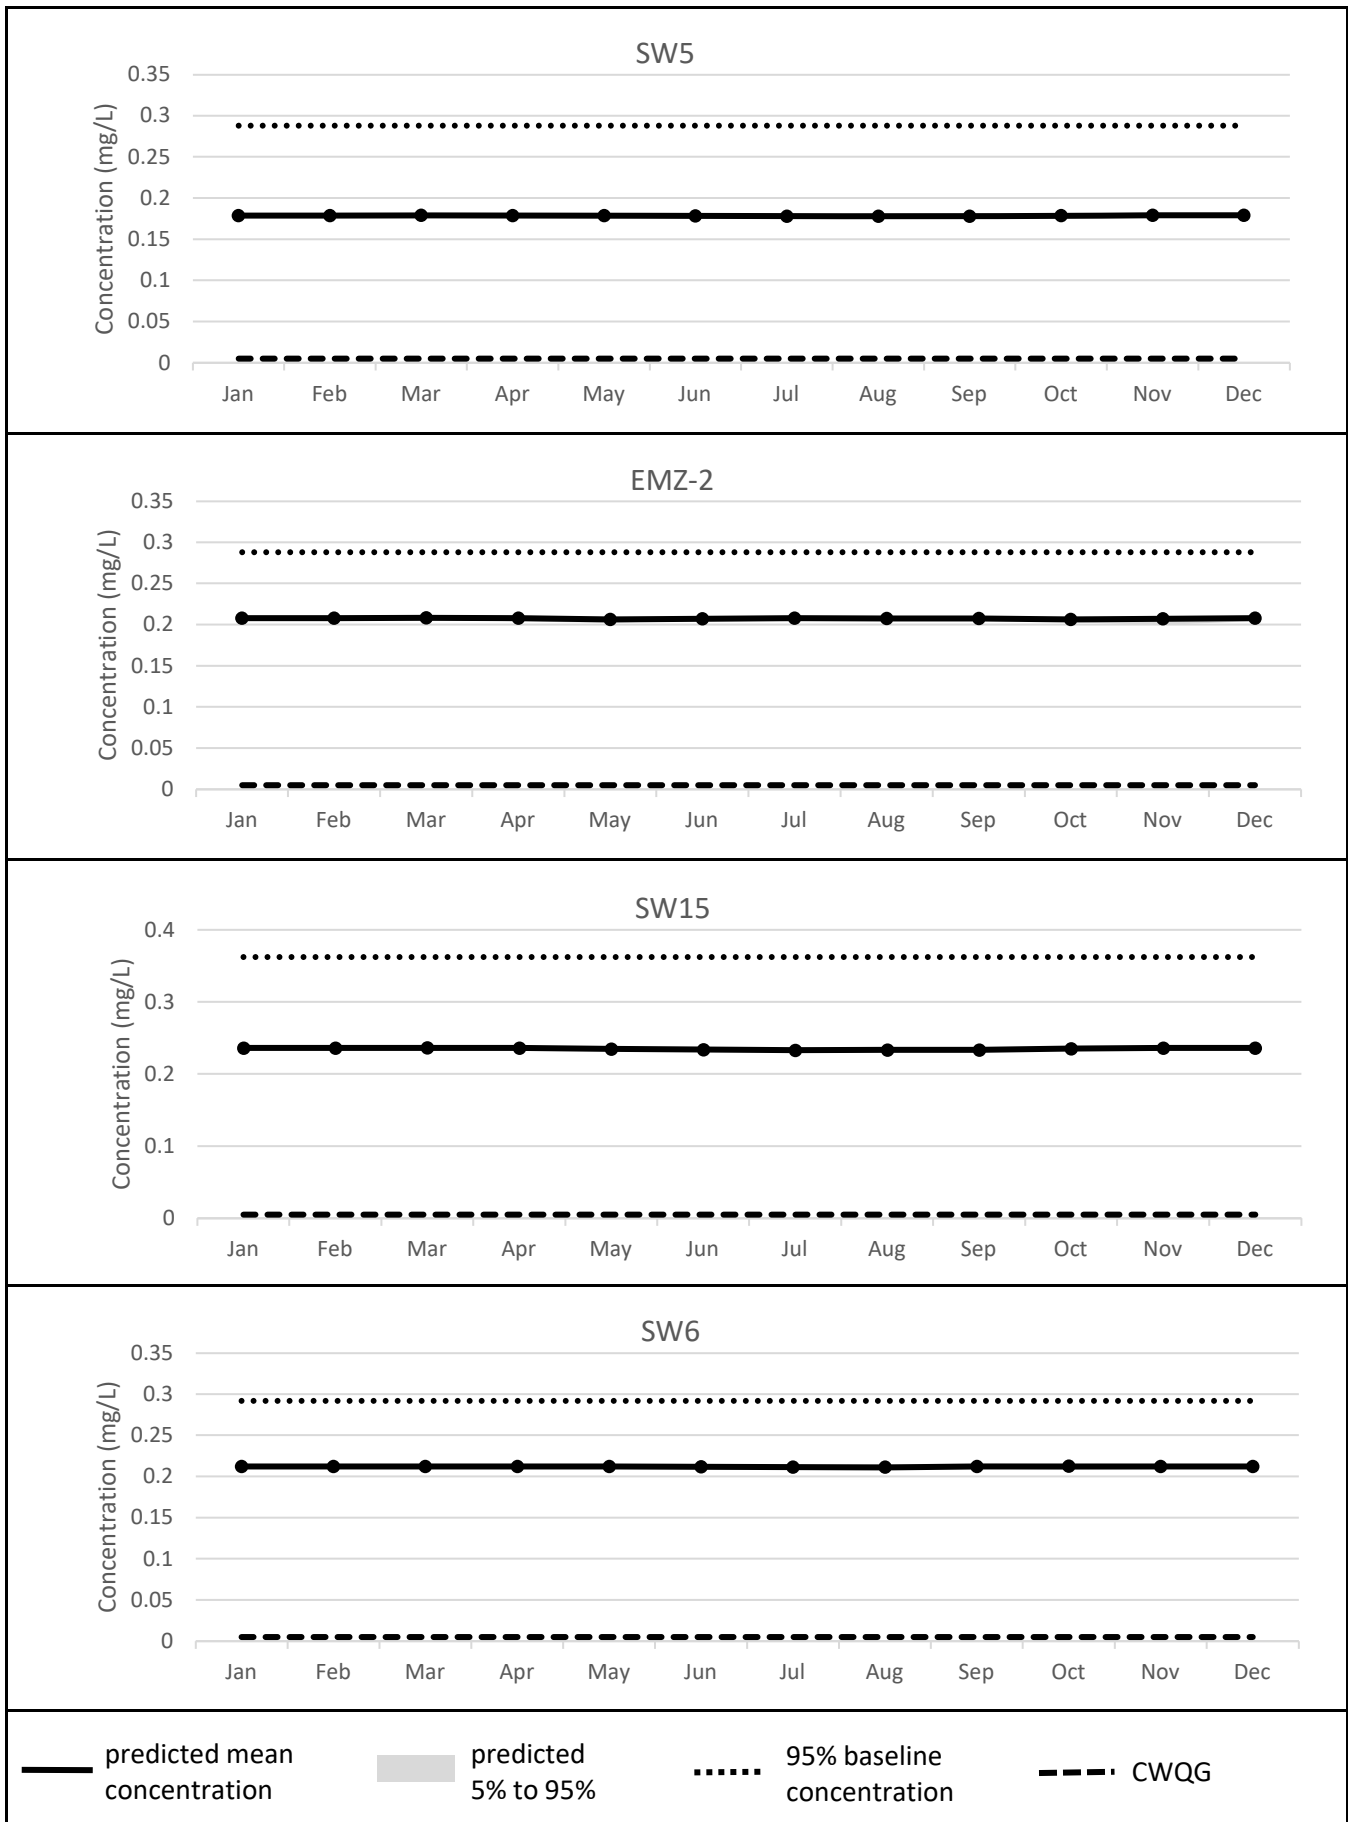 SW5
Concentration (mg/L)
0.35
0.3
0.25
0.2
0.15
0.1
0.05
0
Jan Feb Mar Apr May Jun Jul Aug Sep Oct Nov Dec
EMZ-2
Concentration (mg/L)
0.35
0.3
0.25
0.2
0.15
0.1
0.05
0
Jan Feb Mar Apr May Jun Jul Aug Sep Oct Nov Dec
SW15
Concentration (mg/L)
0.4
0.3
0.2
0.1
0
Jan Feb Mar Apr May Jun Jul Aug Sep Oct Nov Dec
SW6
Concentration (mg/L)
0.35
0.3
0.25
0.2
0.15
0.1
0.05
0
Jan Feb Mar Apr May Jun Jul Aug Sep Oct Nov Dec
predicted mean
concentration
predicted
5% to 95%
95% baseline
concentration
CWQG